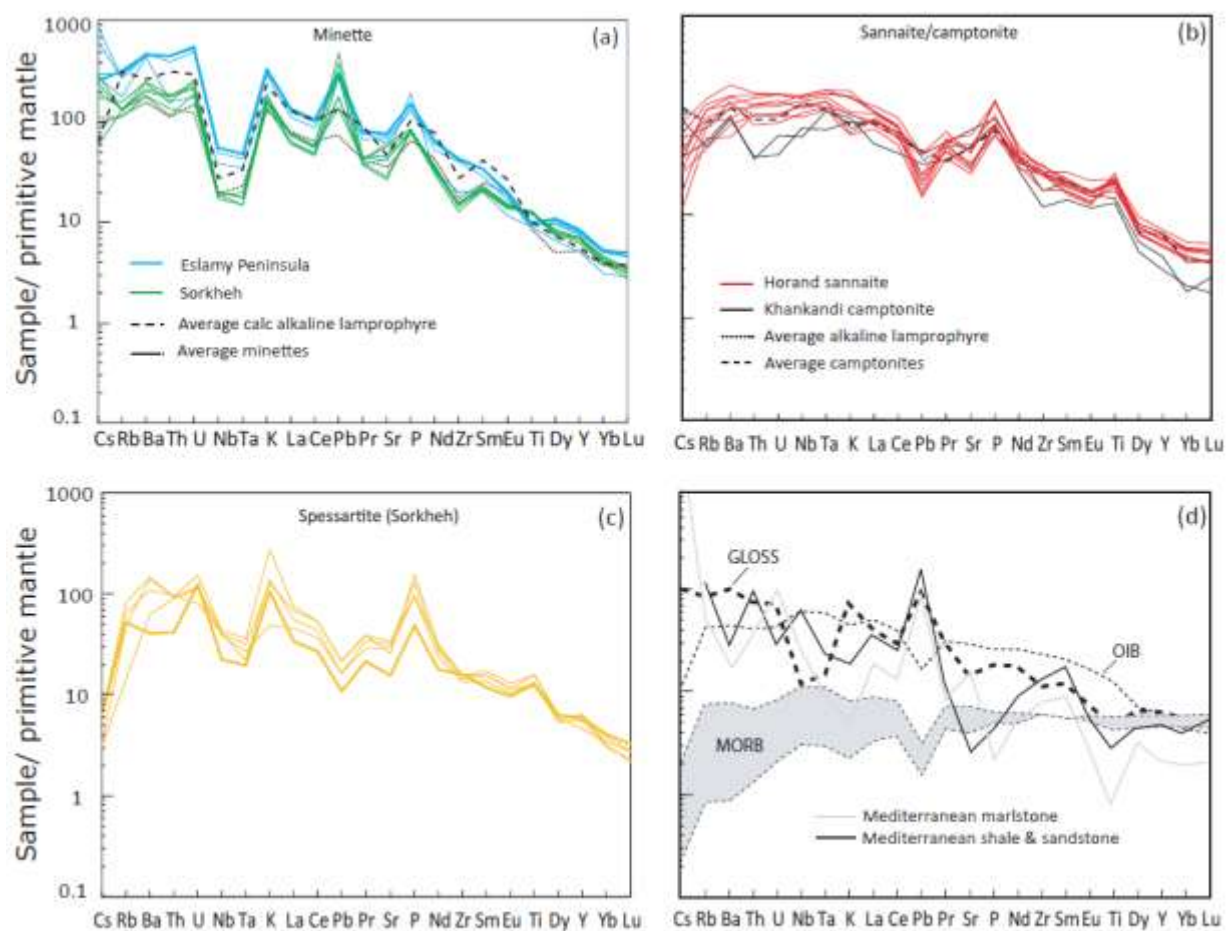 Minette
(a)
1000
100
10
1
0.1
Sample/ primitive mantle
Eslamy Peninsula
Sorkheh
Average calc alkaline lamprophyre
Average minettes
Cs Rb Ba Th U Nb Ta K La Ce Pb Pr Sr P Nd Zr Sm Eu Ti Dy Y Yb Lu
Sannaite/camptonite
(b)
Horand sannaite
Khankandi camptonite
Average alkaline lamprophyre
Average camptonites
Cs Rb Ba Th U Nb Ta K La Ce Pb Pr Sr P Nd Zr Sm Eu Ti Dy Y Yb Lu
Spessartite (Sorkheh)
(c)
1000
100
10
1
0.1
Sample/ primitive mantle
Cs Rb Ba Th U Nb Ta K La Ce Pb Pr Sr P Nd Zr Sm Eu Ti Dy Y Yb Lu
(d)
GLOSS
OIB
MORB
Mediterranean marlstone
Mediterranean shale & sandstone
Cs Rb Ba Th U Nb Ta K La Ce Pb Pr Sr P Nd Zr Sm Eu Ti Dy Y Yb Lu